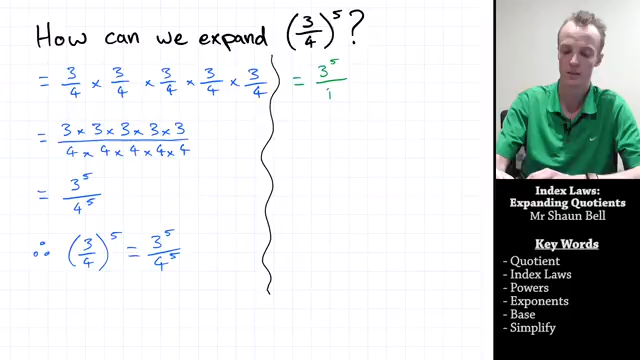 How can we expand (3/4)^5?
= 3/4 × 3/4 × 3/4 × 3/4 × 3/4
= (3 × 3 × 3 × 3 × 3)/(4 × 4 × 4 × 4 × 4)
= 3^5/4^5
∴ (3/4)^5 = 3^5/4^5
= 3^5/
Index Laws:
Expanding Quotients
Mr Shaun Bell
Key Words
- Quotient
- Index Laws
- Powers
- Exponents
- Base
- Simplify